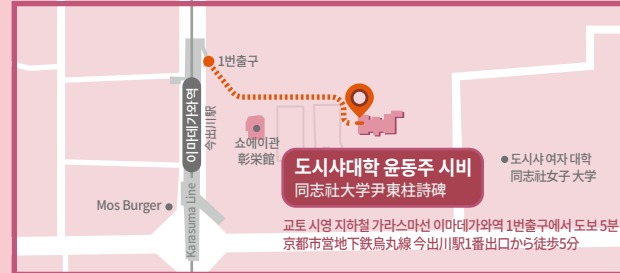 1번출구
이마데가와역
今出川駅
쇼에이관
彰栄館
도시샤대학 윤동주 시비
同志社大学尹東柱詩碑
도시샤 여자 대학
同志社女子 大学
Mos Burger
Karasuma Line
교토 시영 지하철 가라스마선 이마데가와역 1번출구에서 도보 5분
京都市営地下鉄烏丸線 今出川駅1番出口から徒歩5分